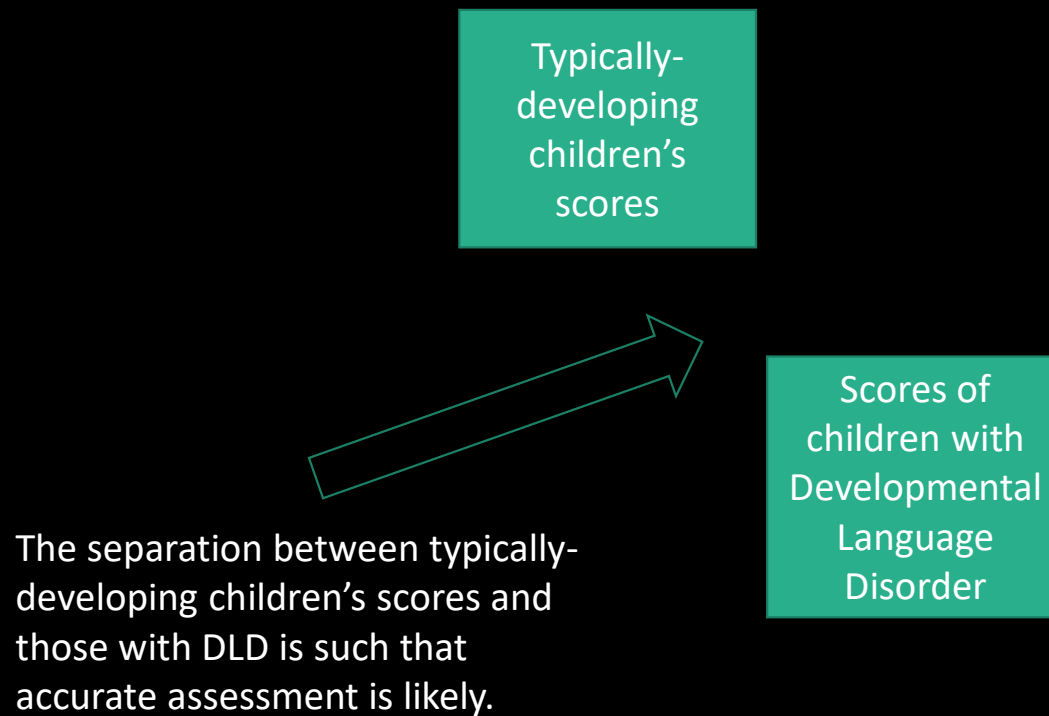 Typically-
developing
children’s
scores
Scores of
children with
Developmental
Language
Disorder
The separation between typically-
developing children’s scores and
those with DLD is such that
accurate assessment is likely.